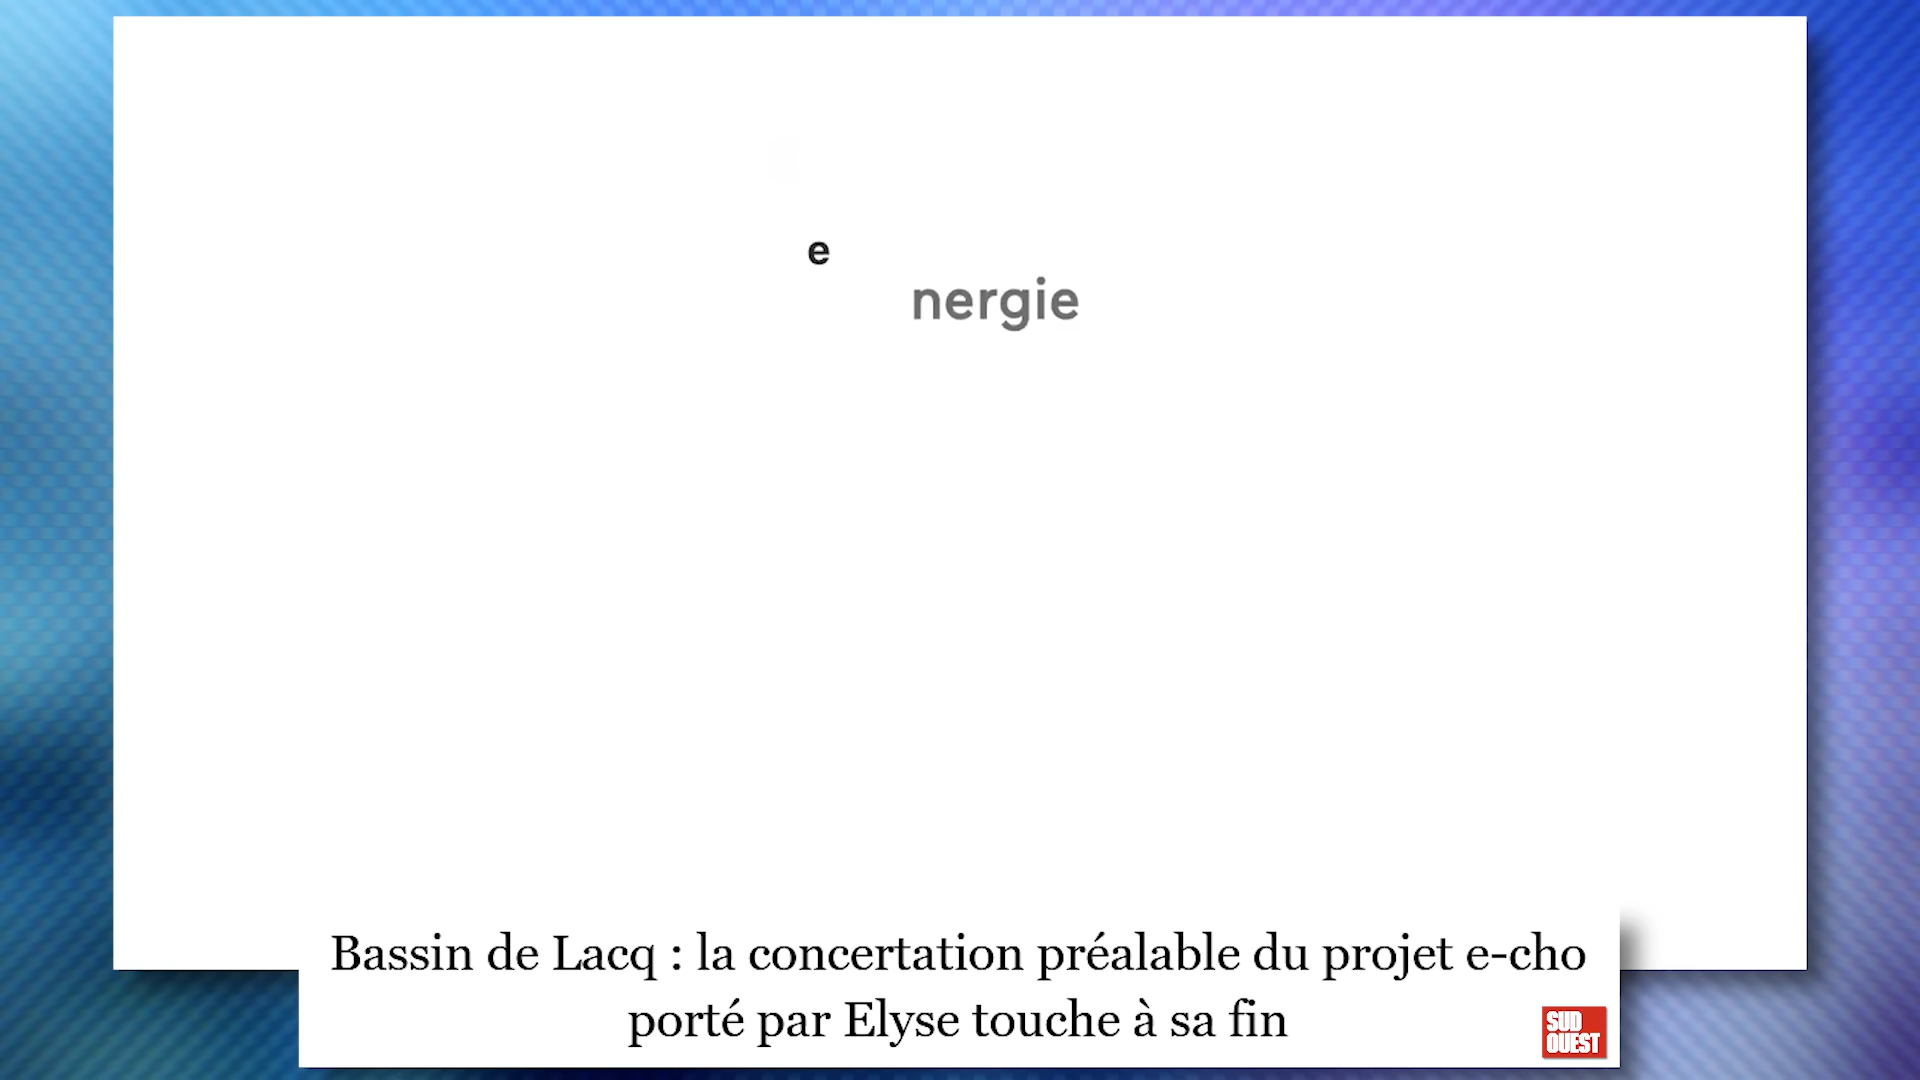 e
nergie
Bassin de Lacq : la concertation préalable du projet e-cho
porté par Elyse touche à sa fin
SUD
OUEST